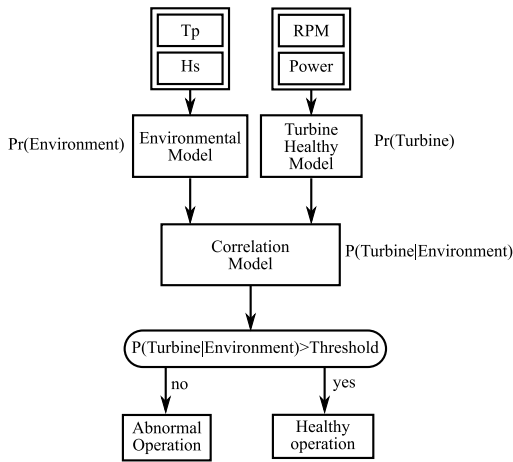 Tp
RPM
Hs
Power
Pr(Environment)
Environmental
Model
Turbine
Healthy
Model
Pr(Turbine)
Correlation
Model
P(Turbine|Environment)
P(Turbine|Environment)>Threshold
no
yes
Abnormal
Operation
Healthy
operation